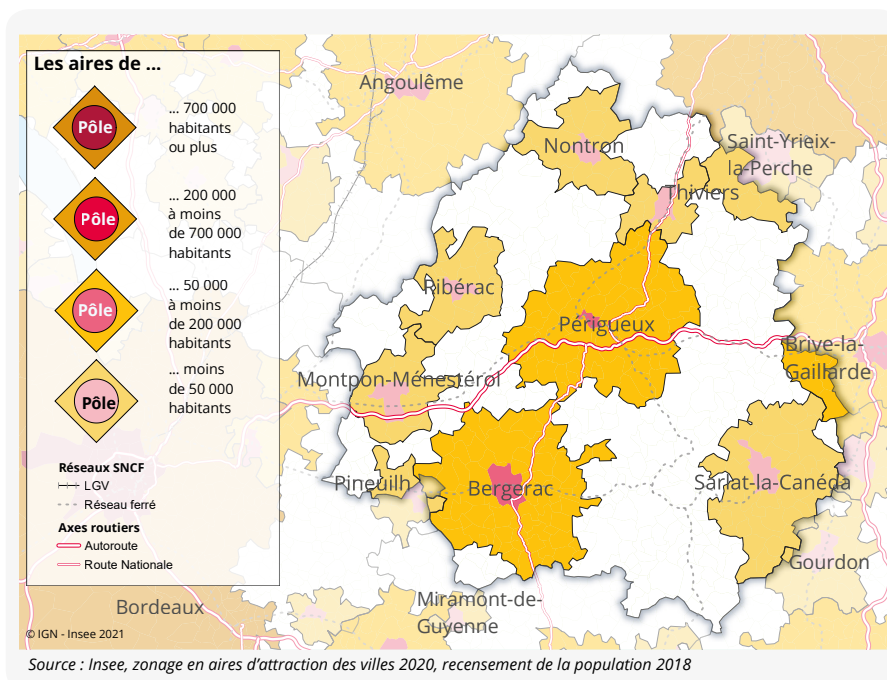 Les aires de ...
Pôle
... 700 000
habitants
ou plus
Pôle
... 200 000
à moins
de 700 000
habitants
Pôle
... 50 000
à moins
de 200 000
habitants
Pôle
... moins
de 50 000
habitants
Réseaux SNCF
LGV
Réseau ferré
Axes routiers
Autoroute
Route Nationale
© IGN - Insee 2021
Angoulême
Nontron
Saint-Yrieix-
la-Perche
Thiviers
Ribérac
Périgueux
Brive-la-
Gaillarde
Montpon-Ménestérol
Pineuilh
Bergerac
Sarlat-la-Canéda
Gourdon
Miramont-de-
Guyenne
Bordeaux
Source : Insee, zonage en aires d'attraction des villes 2020, recensement de la population 2018